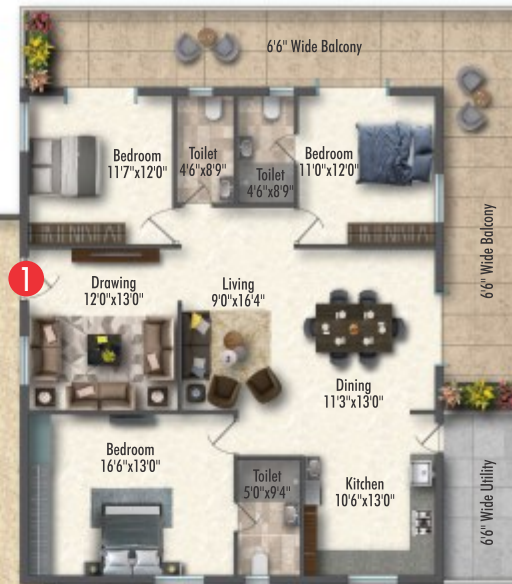 6'6" Wide Balcony
Bedroom
11'7"x12'0"
Toilet
4'6"x8'9"
Toilet
4'6"x8'9"
Bedroom
11'0"x12'0"
6'6" Wide Balcony
1
Drawing
12'0"x13'0"
Living
9'0"x16'4"
Dining
11'3"x13'0"
Bedroom
16'6"x13'0"
Toilet
5'0"x9'4"
Kitchen
10'6"x13'0"
6'6" Wide Utility